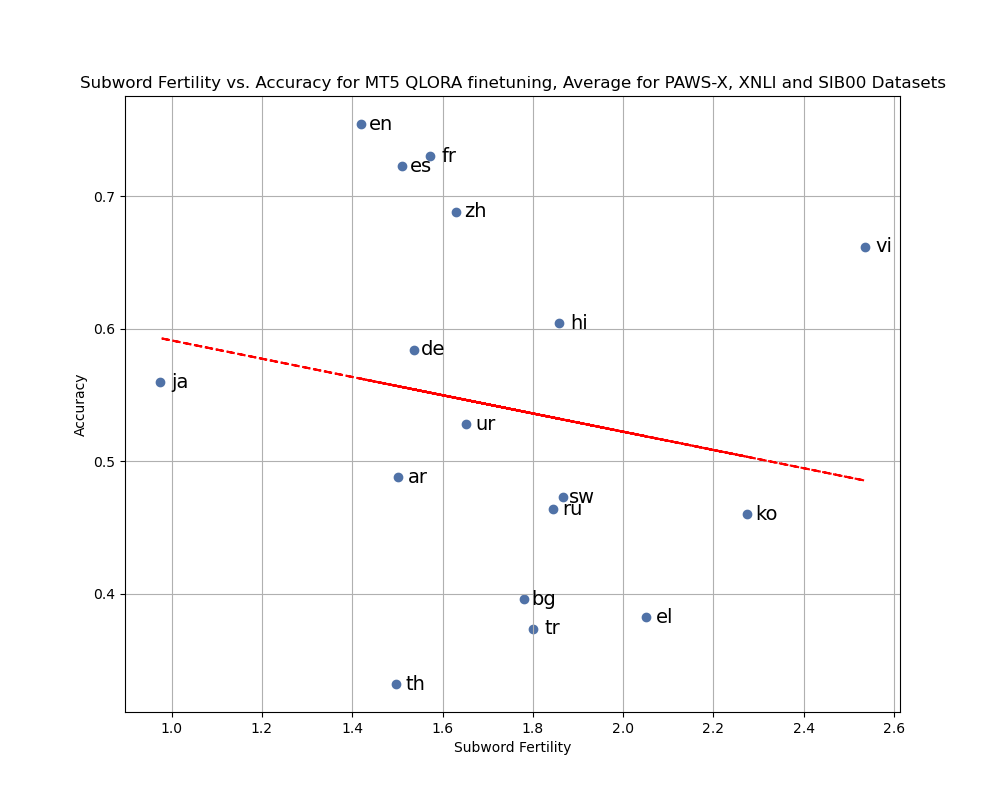 Subword Fertility vs. Accuracy for MT5 QLORA finetuning, Average for PAWS-X, XNLI and SIB00 Datasets
en
fr
es
zh
vi
hi
de
ja
ur
ar
sw
ru
ko
bg
el
tr
th
0.7
0.6
0.5
0.4
Accuracy
1.0 1.2 1.4 1.6 1.8 2.0 2.2 2.4 2.6
Subword Fertility